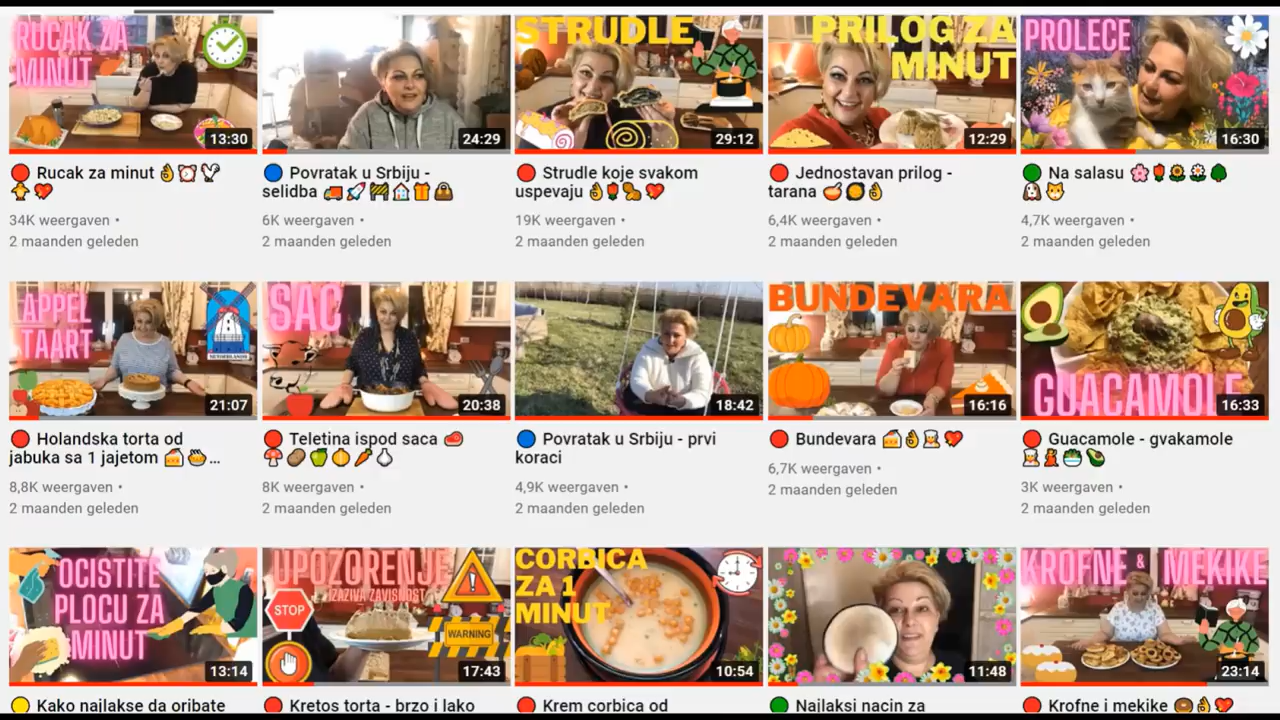 RUCAK ZA
MINUT
13:30
24:29
STRUDLE
29:12
PRILOG ZA
MINUT
12:29
PROLECE
16:30
Rucak za minut
Povratak u Srbiju -
selidba
Strudle koje svakom
uspevaju
Jednostavan prilog -
tarana
Na salasu
34K weergaven •
2 maanden geleden
6K weergaven •
2 maanden geleden
19K weergaven •
2 maanden geleden
6,4K weergaven •
2 maanden geleden
4,7K weergaven •
2 maanden geleden
APPEL
TAART
NETHERLANDS
21:07
SAC
20:38
18:42
BUNDEVARA
16:16
GUACAMOLE
16:33
Holandska torta od
jabuka sa 1 jajetom ...
Teletina ispod saca
Povratak u Srbiju - prvi
koraci
Bundevara
Guacamole - gvakamole
8,8K weergaven •
2 maanden geleden
8K weergaven •
2 maanden geleden
4,9K weergaven •
2 maanden geleden
6,7K weergaven •
2 maanden geleden
3K weergaven •
2 maanden geleden
OCISTITE
PLOCU ZA
MINUT
13:14
UPOZORENJE
IZAZIVA ZAVISNOST
STOP
WARNING
17:43
CORBICA
ZA 1
MINUT
10:54
11:48
KROFNE & MEKIKE
23:14
Kako najlakse da oribate
Kretos torta - brzo i lako
Krem corbica od
Najlaksi nacin za
Krofne i mekike